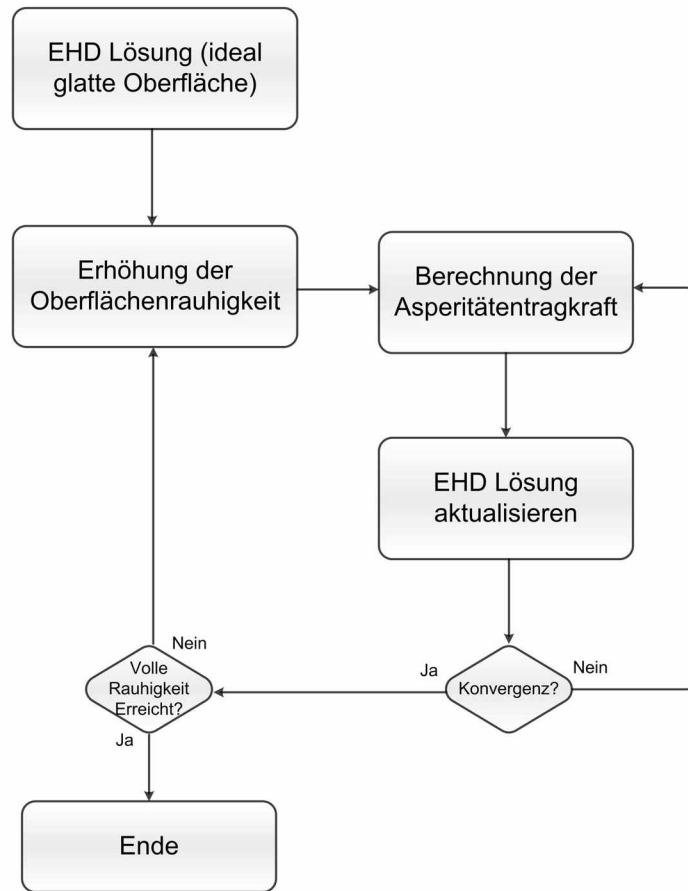 EHD Lösung (ideal
glatte Oberfläche)
Erhöhung der
Oberflächenrauhigkeit
Berechnung der
Asperitätentragkraft
EHD Lösung
aktualisieren
Konvergenz?
Nein
Ja
Volle
Rauhigkeit
Erreicht?
Nein
Ja
Ende